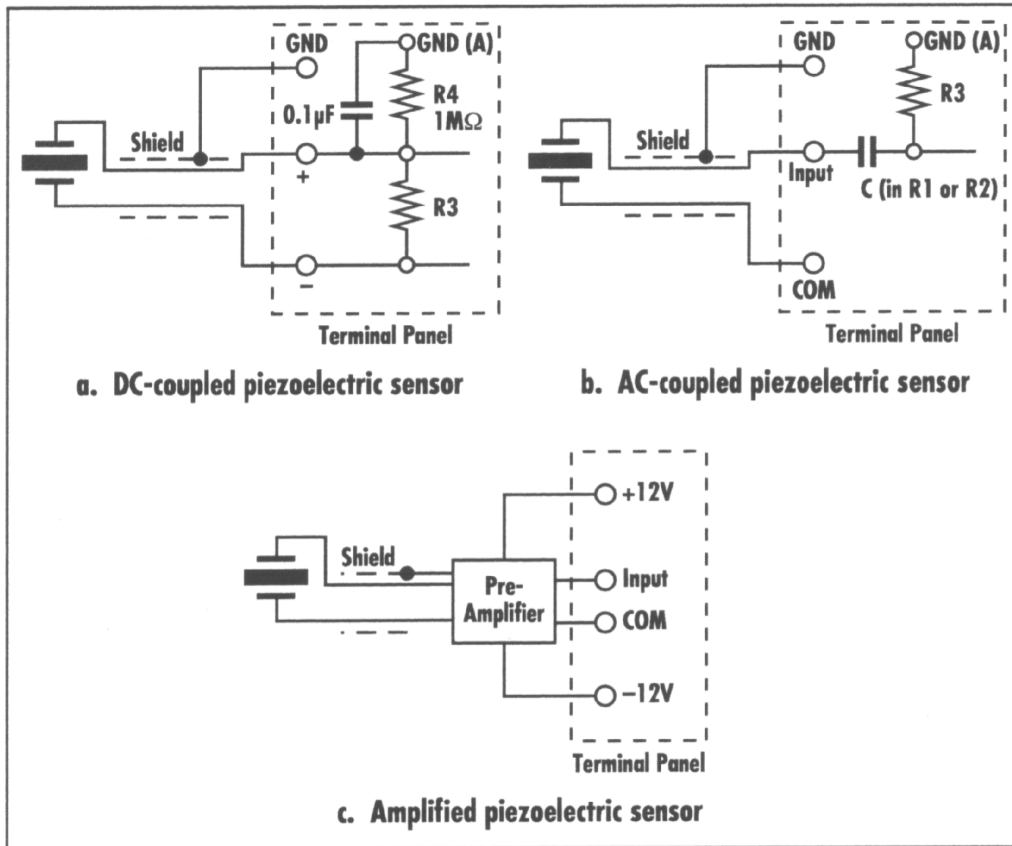 GND
GND (A)
0.1µF
R4
1MΩ
Shield
+
R3
−
Terminal Panel
a. DC-coupled piezoelectric sensor
GND
GND (A)
R3
Shield
Input
C (in R1 or R2)
COM
Terminal Panel
b. AC-coupled piezoelectric sensor
+12V
Shield
Pre-
Amplifier
Input
COM
−12V
Terminal Panel
c. Amplified piezoelectric sensor